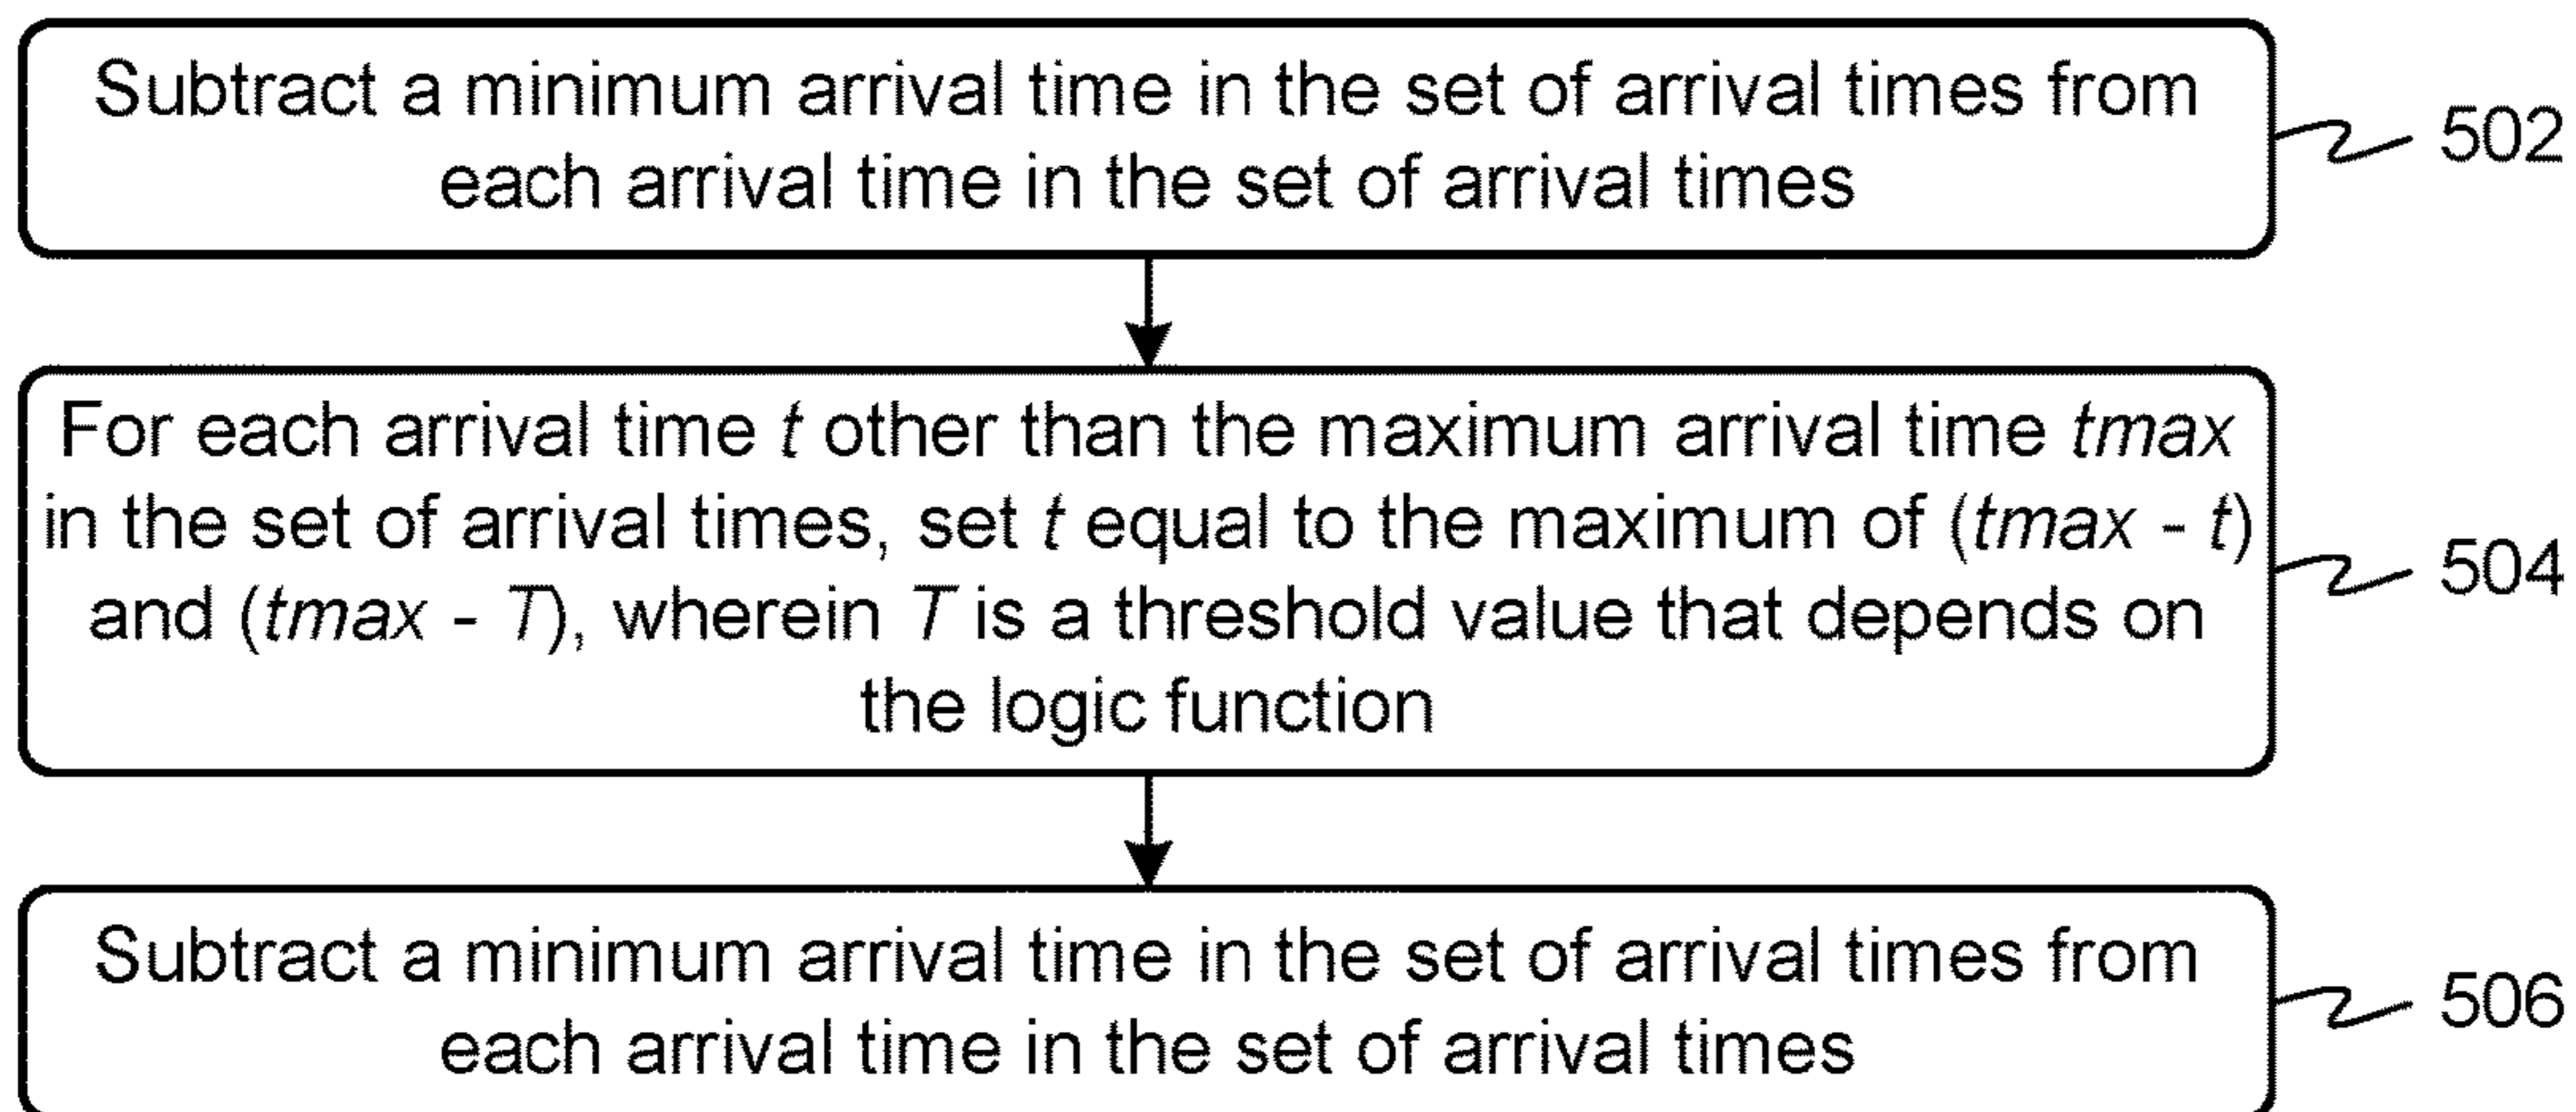 Subtract a minimum arrival time in the set of arrival times from
each arrival time in the set of arrival times
502
For each arrival time t other than the maximum arrival time tmax
in the set of arrival times, set t equal to the maximum of (tmax - t)
and (tmax - T), wherein T is a threshold value that depends on
the logic function
504
Subtract a minimum arrival time in the set of arrival times from
each arrival time in the set of arrival times
506